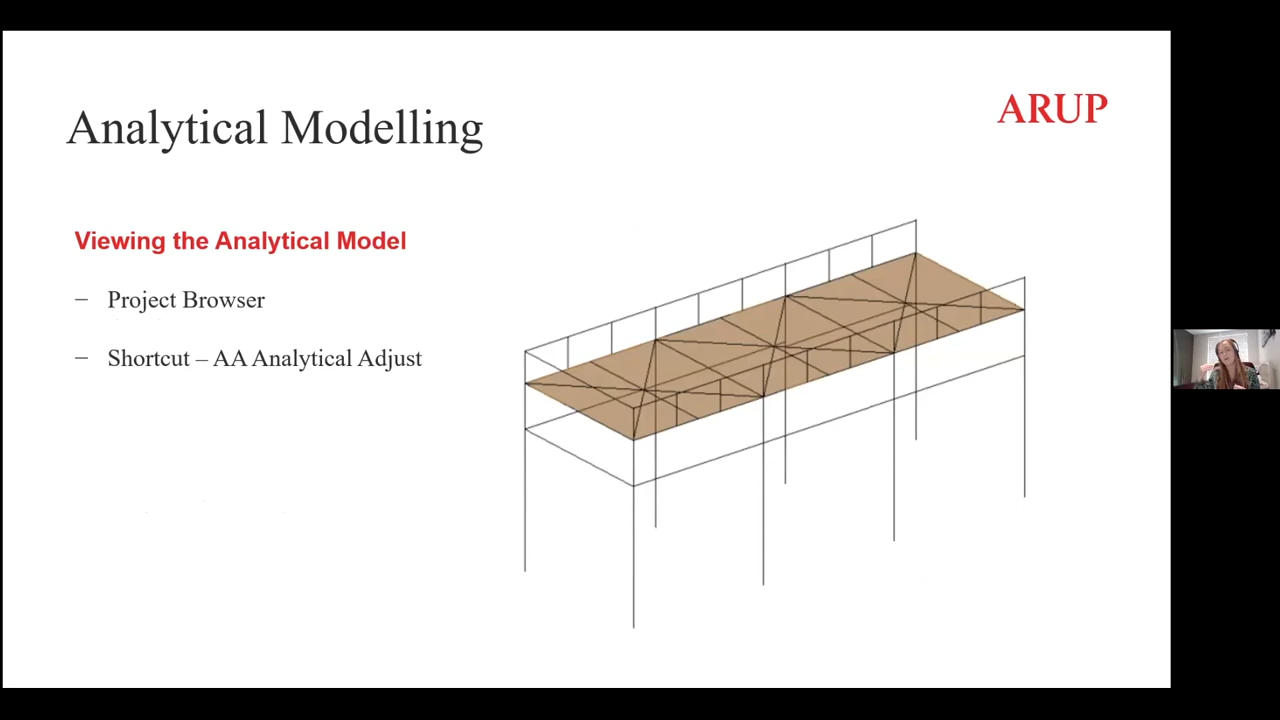 Analytical Modelling
ARUP
Viewing the Analytical Model
– Project Browser
– Shortcut – AA Analytical Adjust